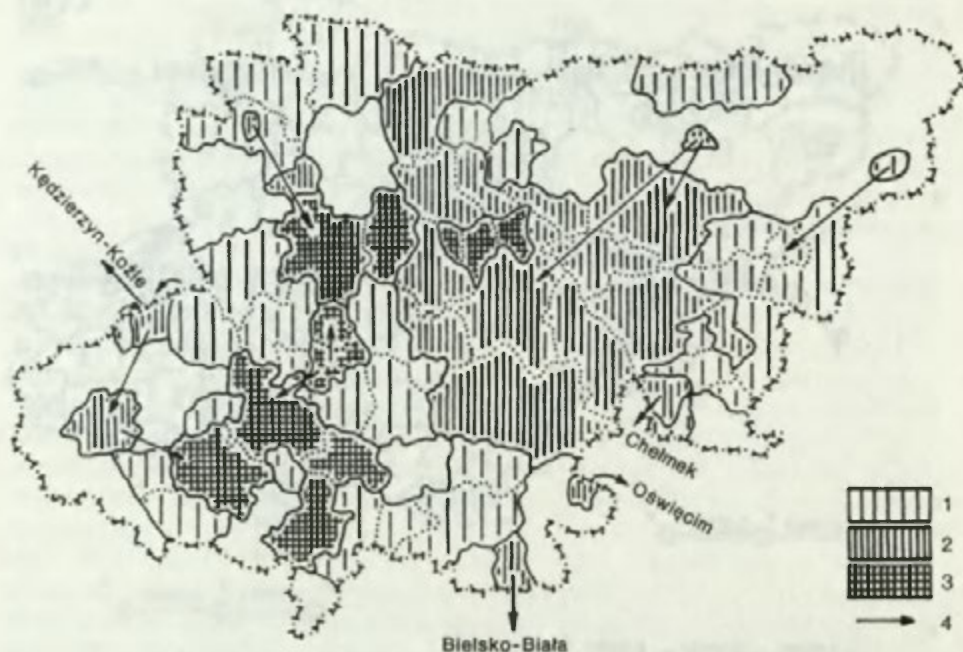 Kędzierzyn-Koźle
Chełmek
Oświęcim
Bielsko-Biała
1
2
3
4